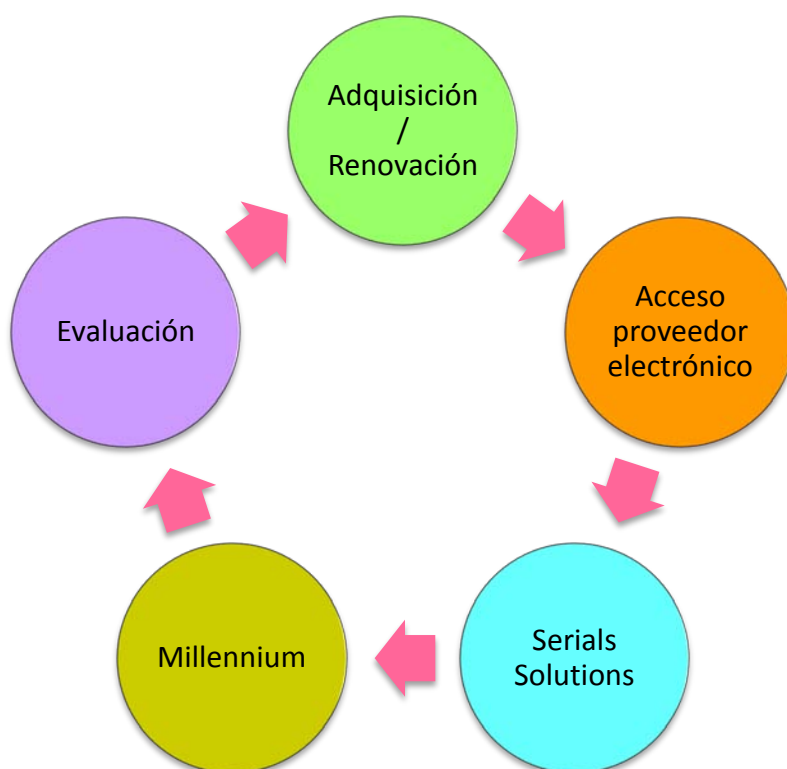 Adquisición
/
Renovación
Acceso
proveedor
electrónico
Serials
Solutions
Millennium
Evaluación